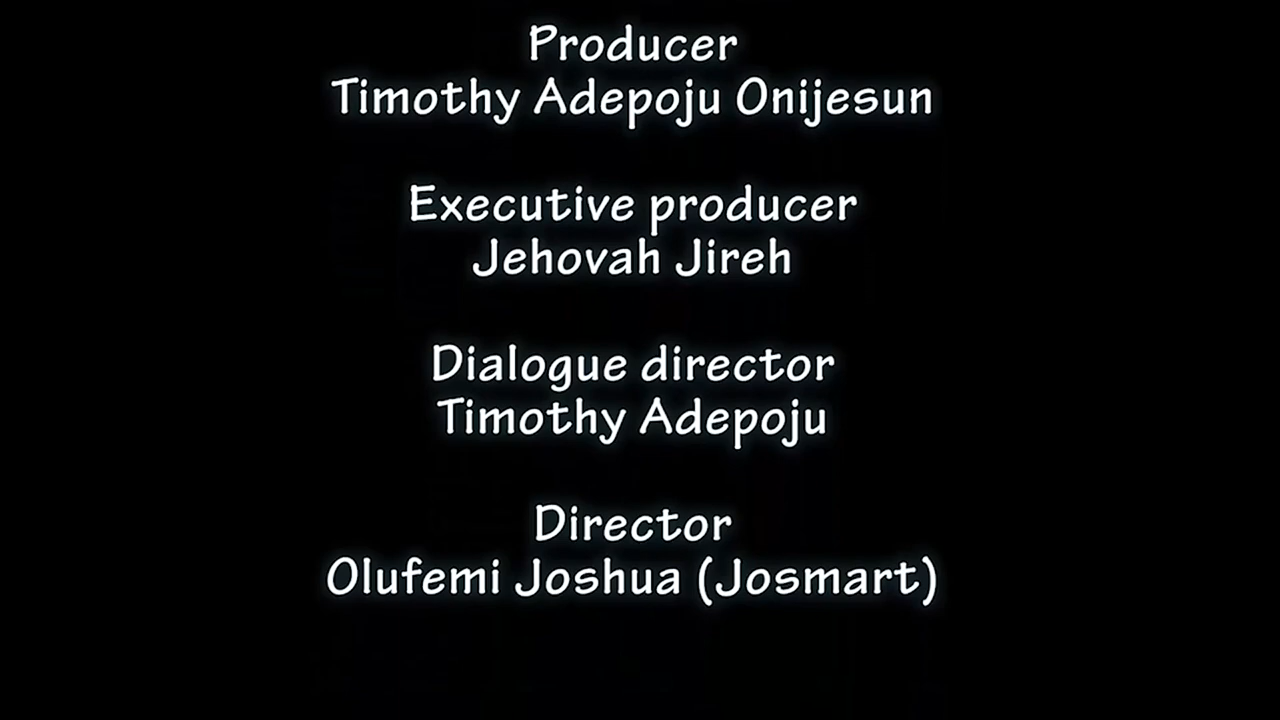 Producer
Timothy Adepoju Onijesun
Executive producer
Jehovah Jireh
Dialogue director
Timothy Adepoju
Director
Olufemi Joshua (Josmart)